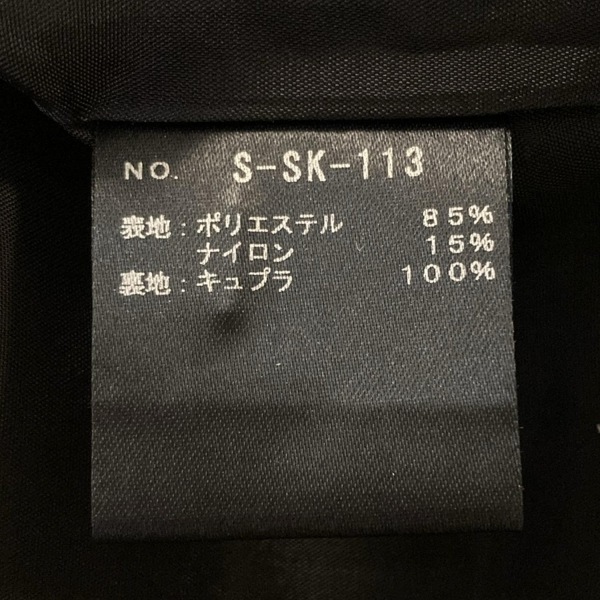 NO. S-SK-113
表地:ポリエステル 85%
ナイロン 15%
裏地:キュプラ 100%